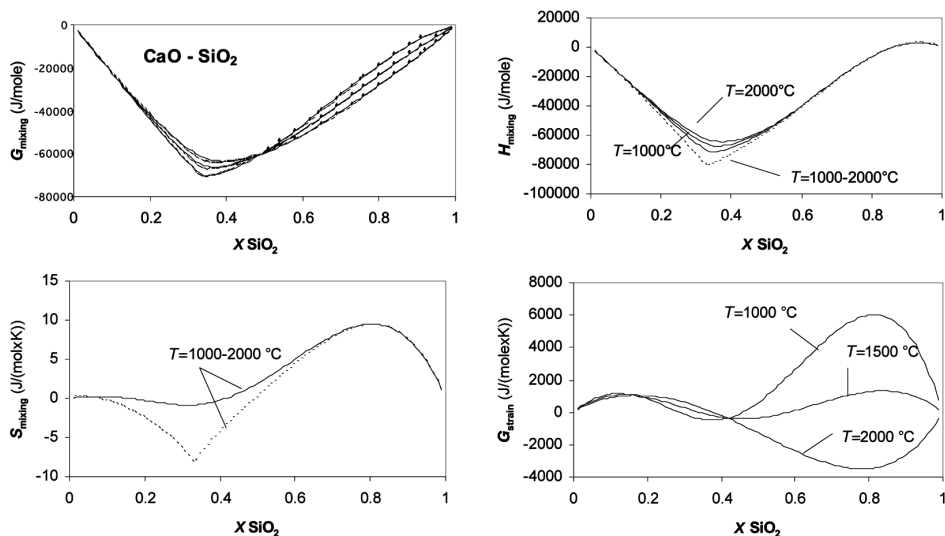 CaO - SiO2
Gmixing (J/mole)
0
-20000
-40000
-60000
-80000
0 0.2 0.4 0.6 0.8 1
X SiO2
Hmixing (J/mole)
20000
0
-20000
-40000
-60000
-80000
-100000
T=2000°C
T=1000°C
T=1000-2000°C
0 0.2 0.4 0.6 0.8 1
X SiO2
Smixing (J/(molxK))
15
10
5
0
-5
-10
T=1000-2000 °C
0 0.2 0.4 0.6 0.8 1
X SiO2
Gstrain (J/(molexK))
8000
6000
4000
2000
0
-2000
-4000
T=1000 °C
T=1500 °C
T=2000 °C
0 0.2 0.4 0.6 0.8 1
X SiO2